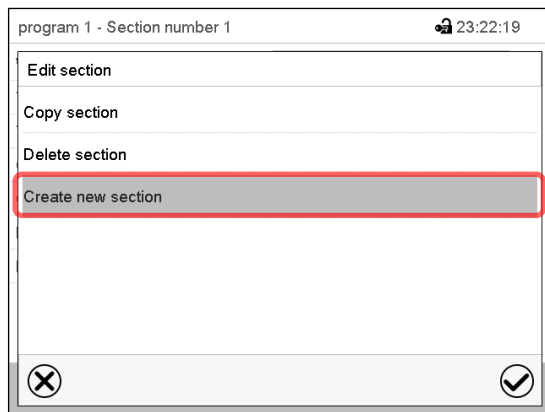 program 1 - Section number 1 23:22:19
Edit section
Copy section
Delete section
Create new section